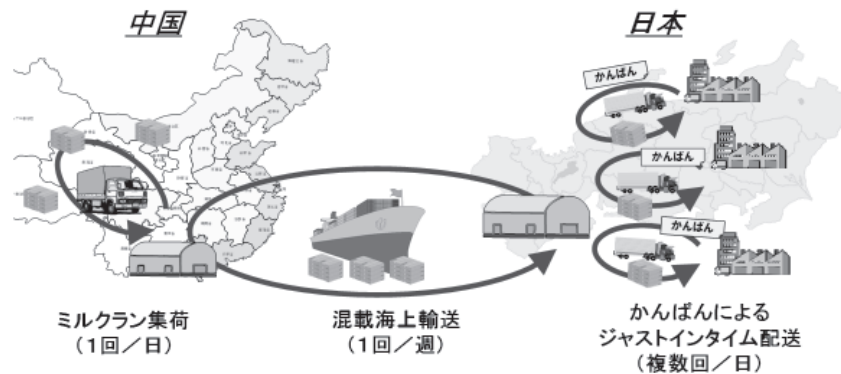 中国
日本
かんばん
かんばん
かんばん
ミルクラン集荷
（１回／日）
混載海上輸送
（１回／週）
かんばんによる
ジャストインタイム配送
（複数回／日）